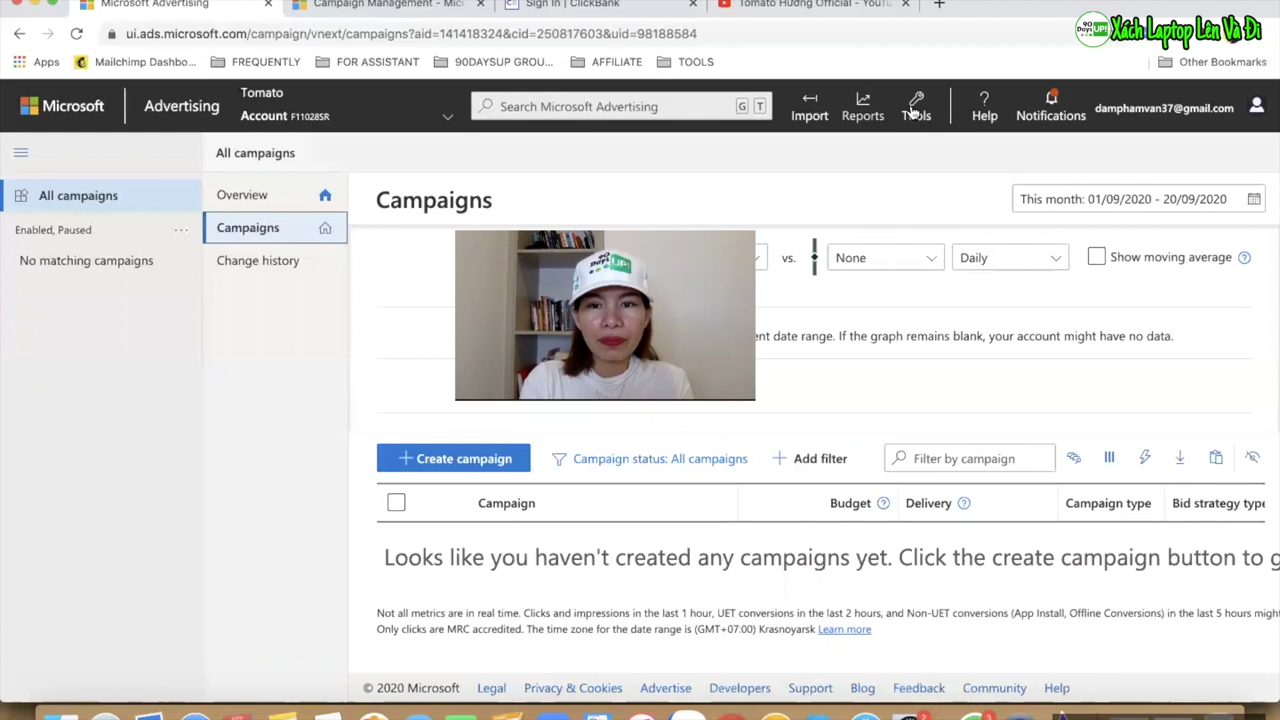 Microsoft Advertising
Campaign Management - Micr
Sign In | ClickBank
Tomato Hương Official - YouTu
ui.ads.microsoft.com/campaign/vnext/campaigns?aid=141418324&cid=250817603&uid=98188584
90 Days UP!
Xách Laptop Lên Và Đi
Apps
Mailchimp Dashbo...
FREQUENTLY
FOR ASSISTANT
90DAYSUP GROU...
AFFILIATE
TOOLS
Other Bookmarks
Microsoft
Advertising
Tomato
Account F11028SR
Search Microsoft Advertising
G T
Import
Reports
Tools
Help
Notifications
damphamvan37@gmail.com
All campaigns
All campaigns
Enabled, Paused
No matching campaigns
Overview
Campaigns
Change history
Campaigns
This month: 01/09/2020 - 20/09/2020
vs.
None
Daily
Show moving average
ent date range. If the graph remains blank, your account might have no data.
Create campaign
Campaign status: All campaigns
Add filter
Filter by campaign
Campaign
Budget
Delivery
Campaign type
Bid strategy type
Looks like you haven't created any campaigns yet. Click the create campaign button to g
Not all metrics are in real time. Clicks and impressions in the last 1 hour, UET conversions in the last 2 hours, and Non-UET conversions (App Install, Offline Conversions) in the last 5 hours might
Only clicks are MRC accredited. The time zone for the date range is (GMT+07:00) Krasnoyarsk Learn more
© 2020 Microsoft
Legal
Privacy & Cookies
Advertise
Developers
Support
Blog
Feedback
Community
Help